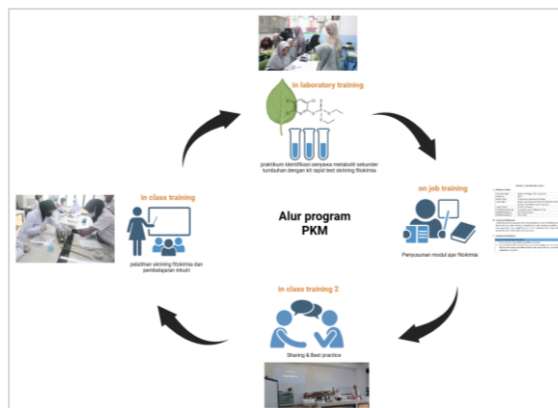 in laboratory training
praktikum identifikasi senyawa metabolit sekunder
tumbuhan dengan kit rapid test skrining fitokimia
in class training
pelatihan skrining fitokimia dan
pembelajaran inkuiri
Alur program
PKM
on job training
Penyusunan modul ajar fitokimia
in class training 2
Sharing & Best practice